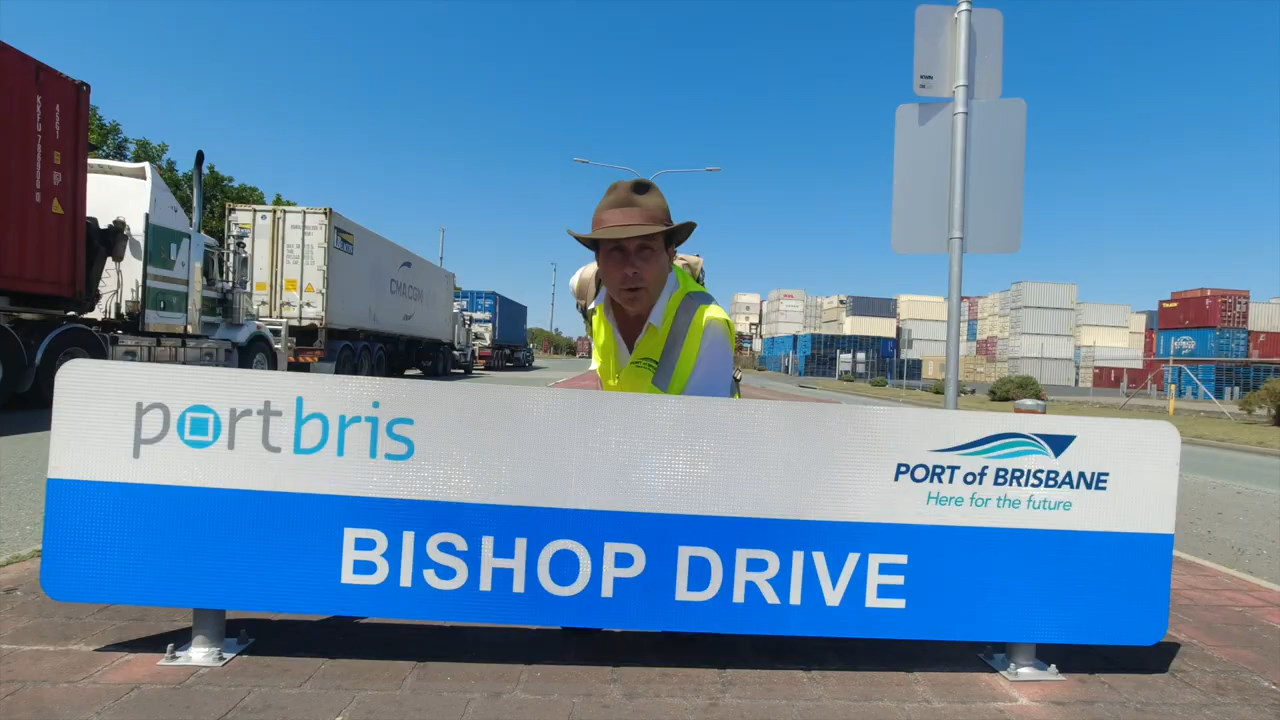 CMA CGM
portbris
PORT of BRISBANE
Here for the future
BISHOP DRIVE